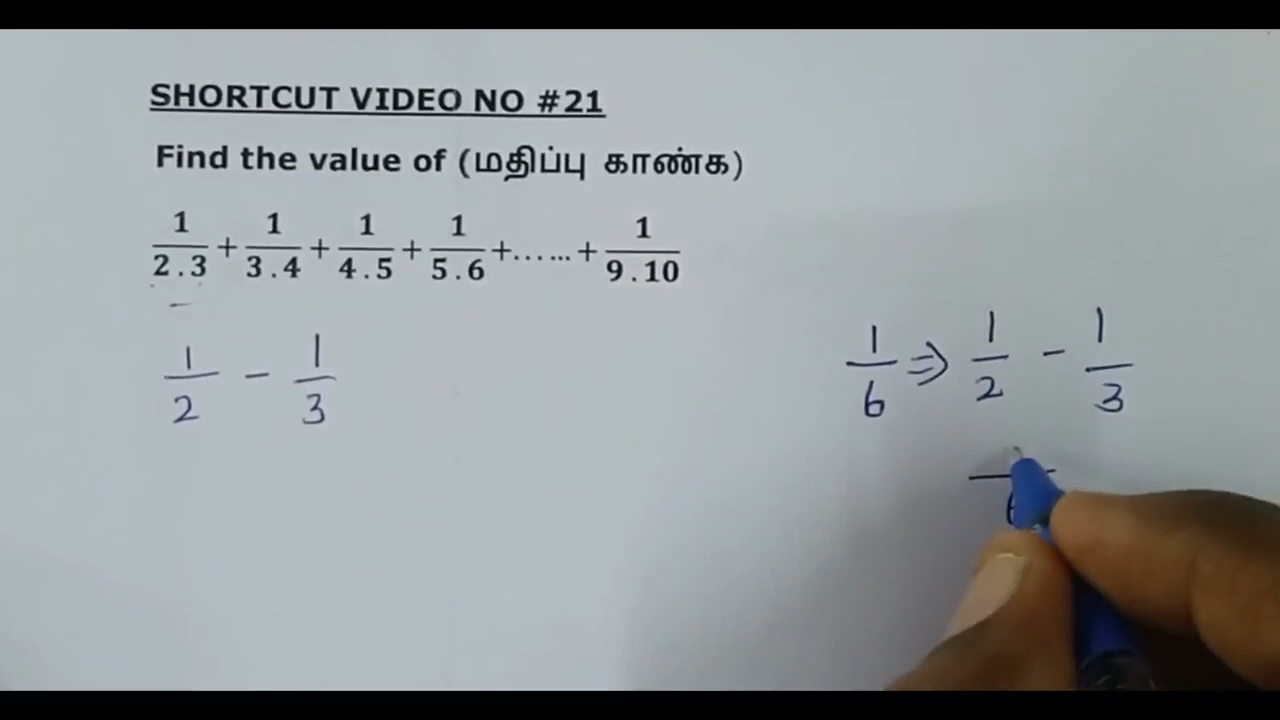 SHORTCUT VIDEO NO #21
Find the value of (மதிப்பு காண்க)
1/2.3 + 1/3.4 + 1/4.5 + 1/5.6 +......+ 1/9.10
1/2 - 1/3
1/6 ⇒ 1/2 - 1/3